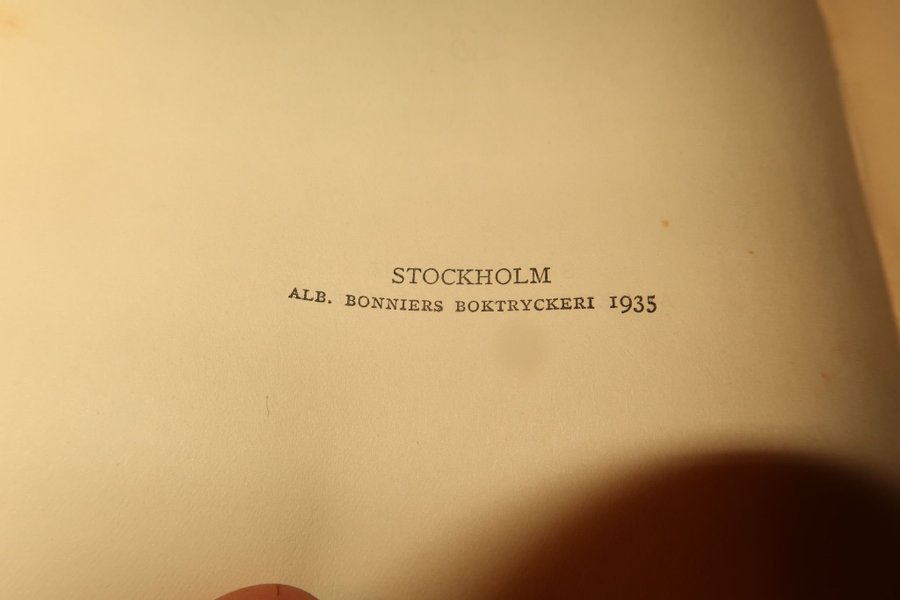 STOCKHOLM
ALB. BONNIERS BOKTRYCKERI 1935